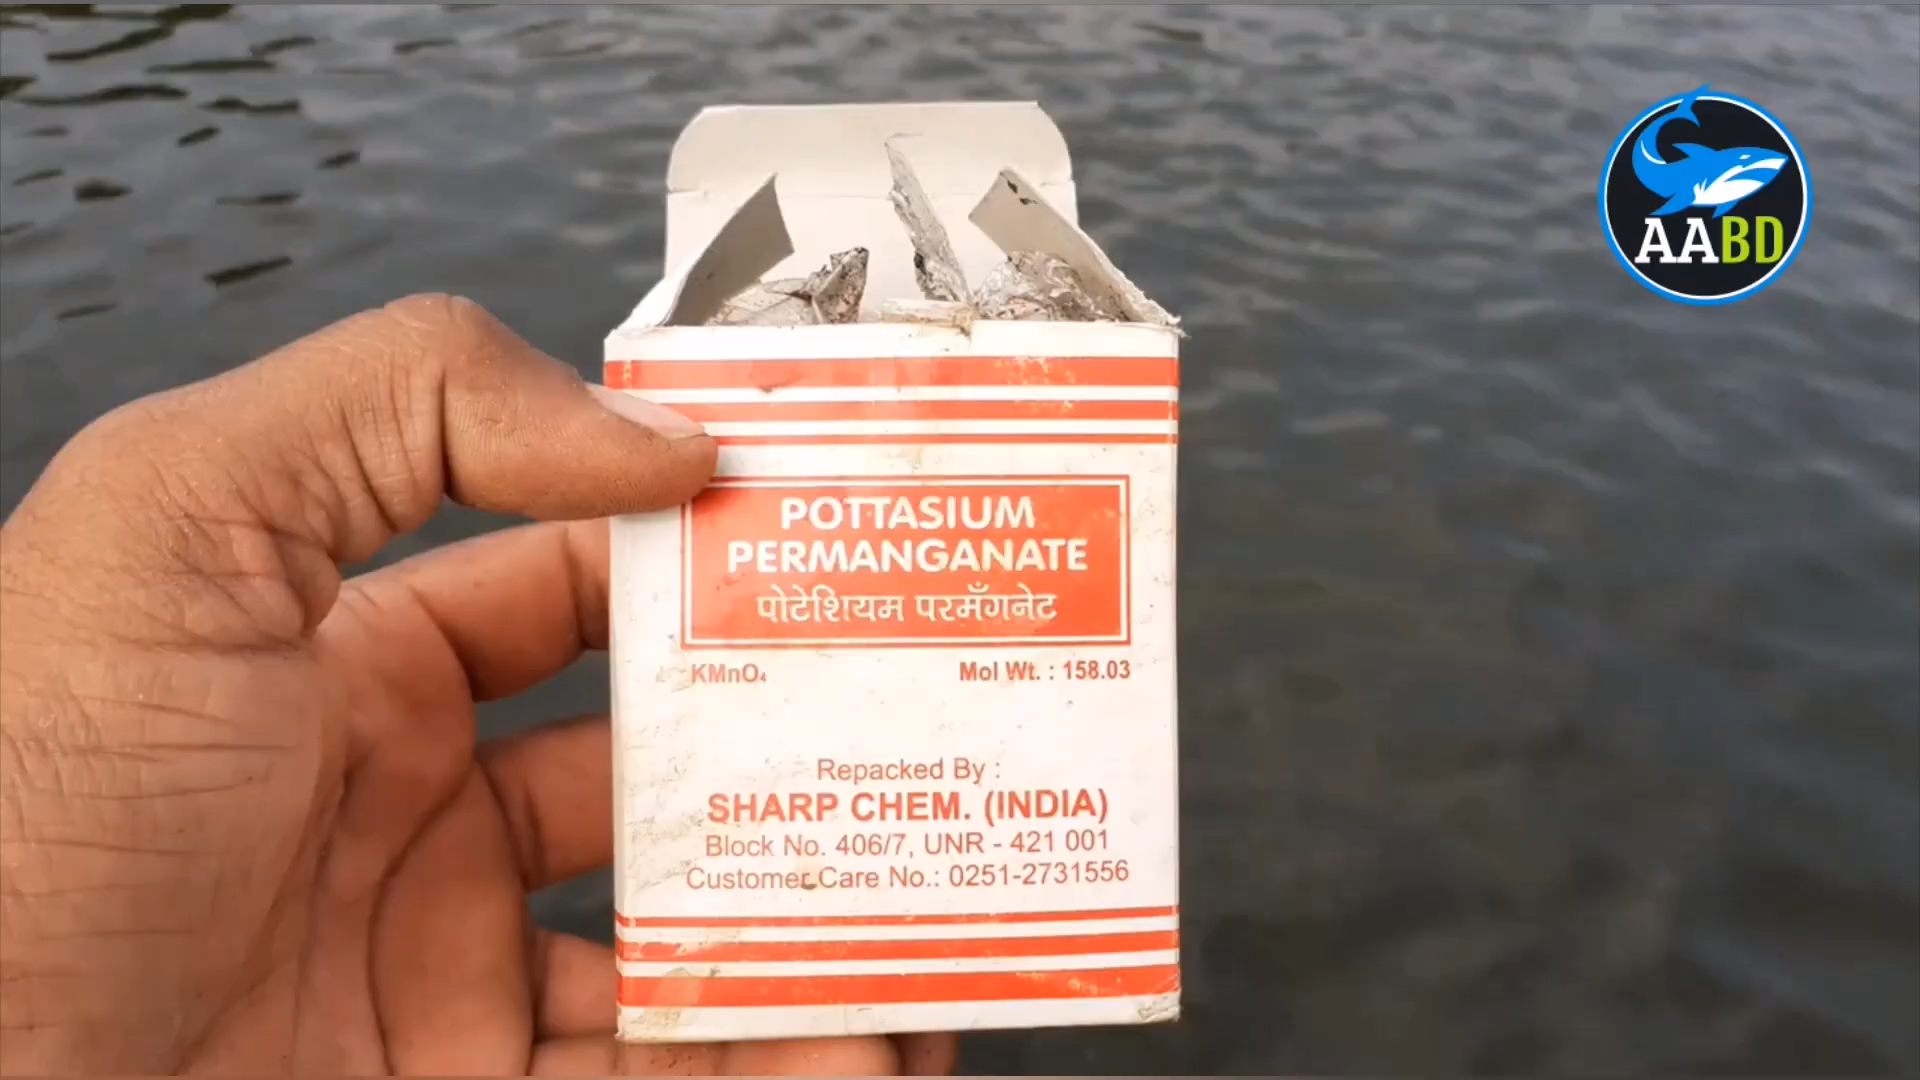 AABD
POTTASIUM
PERMANGANATE
पोटेशियम परमँगनेट
KMnO₄ Mol Wt. : 158.03
Repacked By :
SHARP CHEM. (INDIA)
Block No. 406/7, UNR - 421 001
Customer Care No.: 0251-2731556